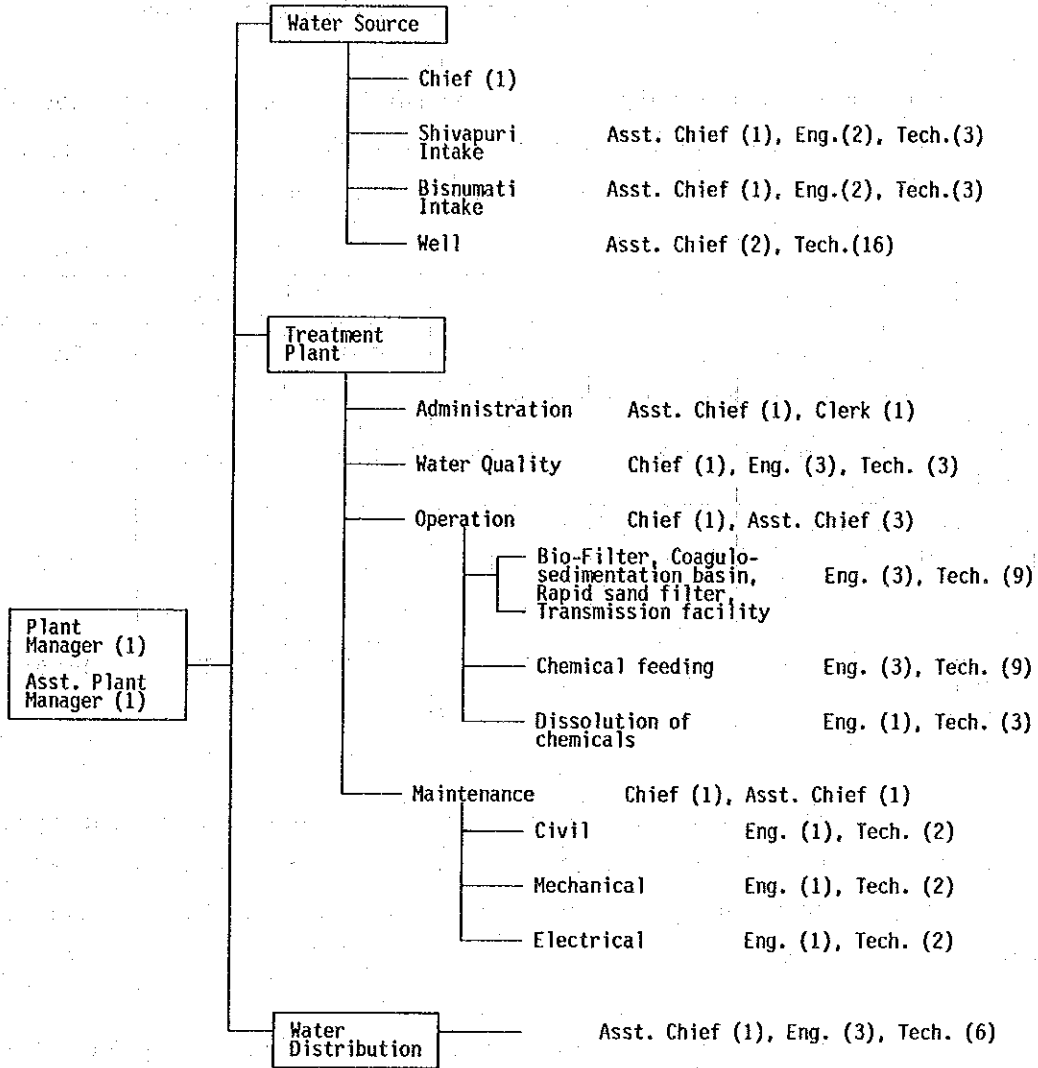 Water Source
Chief (1)
Shivapuri Asst. Chief (1), Eng.(2), Tech.(3)
Intake
Bisnumati Asst. Chief (1), Eng.(2), Tech.(3)
Intake
Well Asst. Chief (2), Tech.(16)
Treatment
Plant
Administration Asst. Chief (1), Clerk (1)
Water Quality Chief (1), Eng. (3), Tech. (3)
Operation Chief (1), Asst. Chief (3)
Bio-Filter, Coagulo-
sedimentation basin, Eng. (3), Tech. (9)
Rapid sand filter,
Transmission facility
Plant
Manager (1)
Asst. Plant
Manager (1)
Chemical feeding Eng. (3), Tech. (9)
Dissolution of Eng. (1), Tech. (3)
chemicals
Maintenance Chief (1), Asst. Chief (1)
Civil Eng. (1), Tech. (2)
Mechanical Eng. (1), Tech. (2)
Electrical Eng. (1), Tech. (2)
Water Asst. Chief (1), Eng. (3), Tech. (6)
Distribution